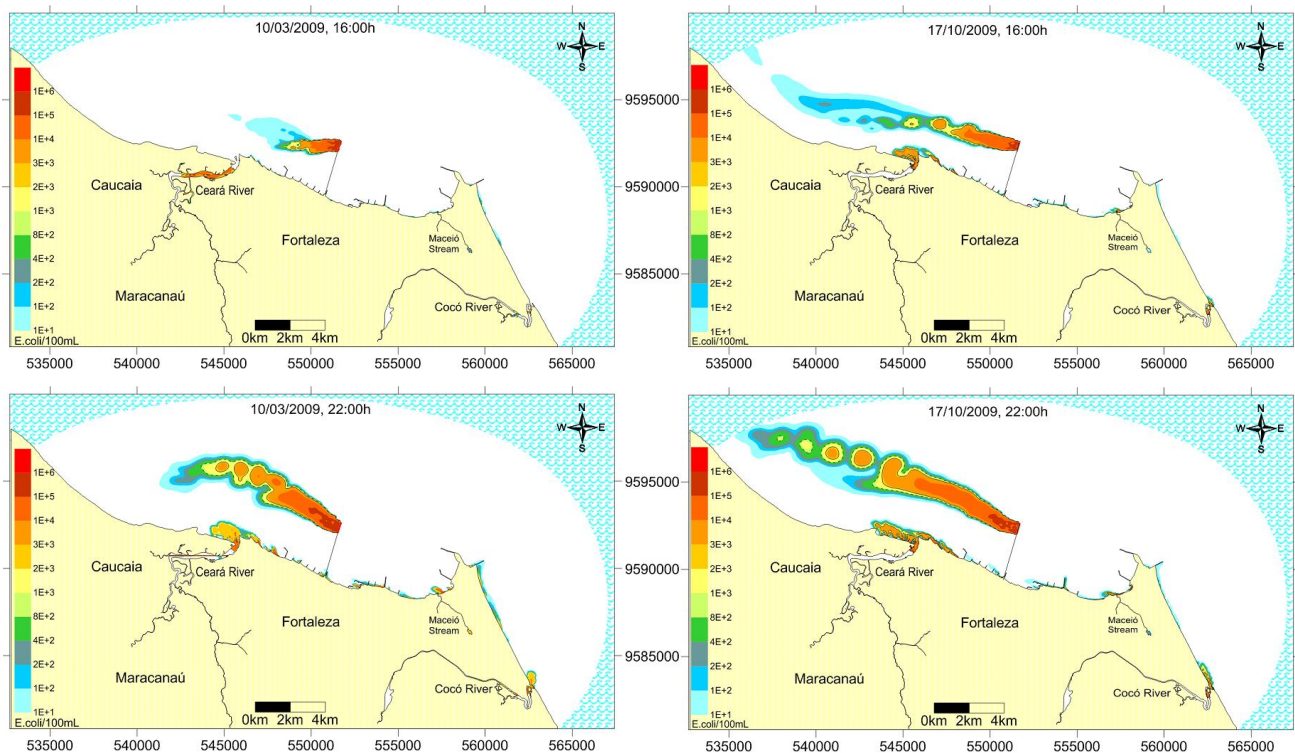 10/03/2009, 16:00h
N
W E
S
1E+6
1E+5
1E+4
3E+3
2E+3
1E+3
8E+2
4E+2
2E+2
1E+2
1E+1
E.coli/100mL
Caucaia
Ceará River
Fortaleza
Maceió
Stream
Maracanaú
Cocó River
0km 2km 4km
535000 540000 545000 550000 555000 560000 565000
17/10/2009, 16:00h
N
W E
S
9595000
9590000
9585000
1E+6
1E+5
1E+4
3E+3
2E+3
1E+3
8E+2
4E+2
2E+2
1E+2
1E+1
E.coli/100mL
Caucaia
Ceará River
Fortaleza
Maceió
Stream
Maracanaú
Cocó River
0km 2km 4km
535000 540000 545000 550000 555000 560000 565000
10/03/2009, 22:00h
N
W E
S
1E+6
1E+5
1E+4
3E+3
2E+3
1E+3
8E+2
4E+2
2E+2
1E+2
1E+1
E.coli/100mL
Caucaia
Ceará River
Fortaleza
Maceió
Stream
Maracanaú
Cocó River
0km 2km 4km
535000 540000 545000 550000 555000 560000 565000
17/10/2009, 22:00h
N
W E
S
9595000
9590000
9585000
1E+6
1E+5
1E+4
3E+3
2E+3
1E+3
8E+2
4E+2
2E+2
1E+2
1E+1
E.coli/100mL
Caucaia
Ceará River
Fortaleza
Maceió
Stream
Maracanaú
Cocó River
0km 2km 4km
535000 540000 545000 550000 555000 560000 565000